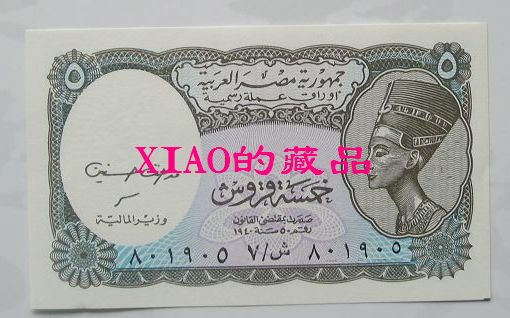 ٥ ٥
جمهورية مصر العربية
أوراق عملة رسمية
XIAO的藏品
خمسة قروش
صدرت بمقتضى القانون
رقم ٥٠ سنة ١٩٤٠
وزير المالية
٨٠١٩٠٥ ش/٧ ٨٠١٩٠٥